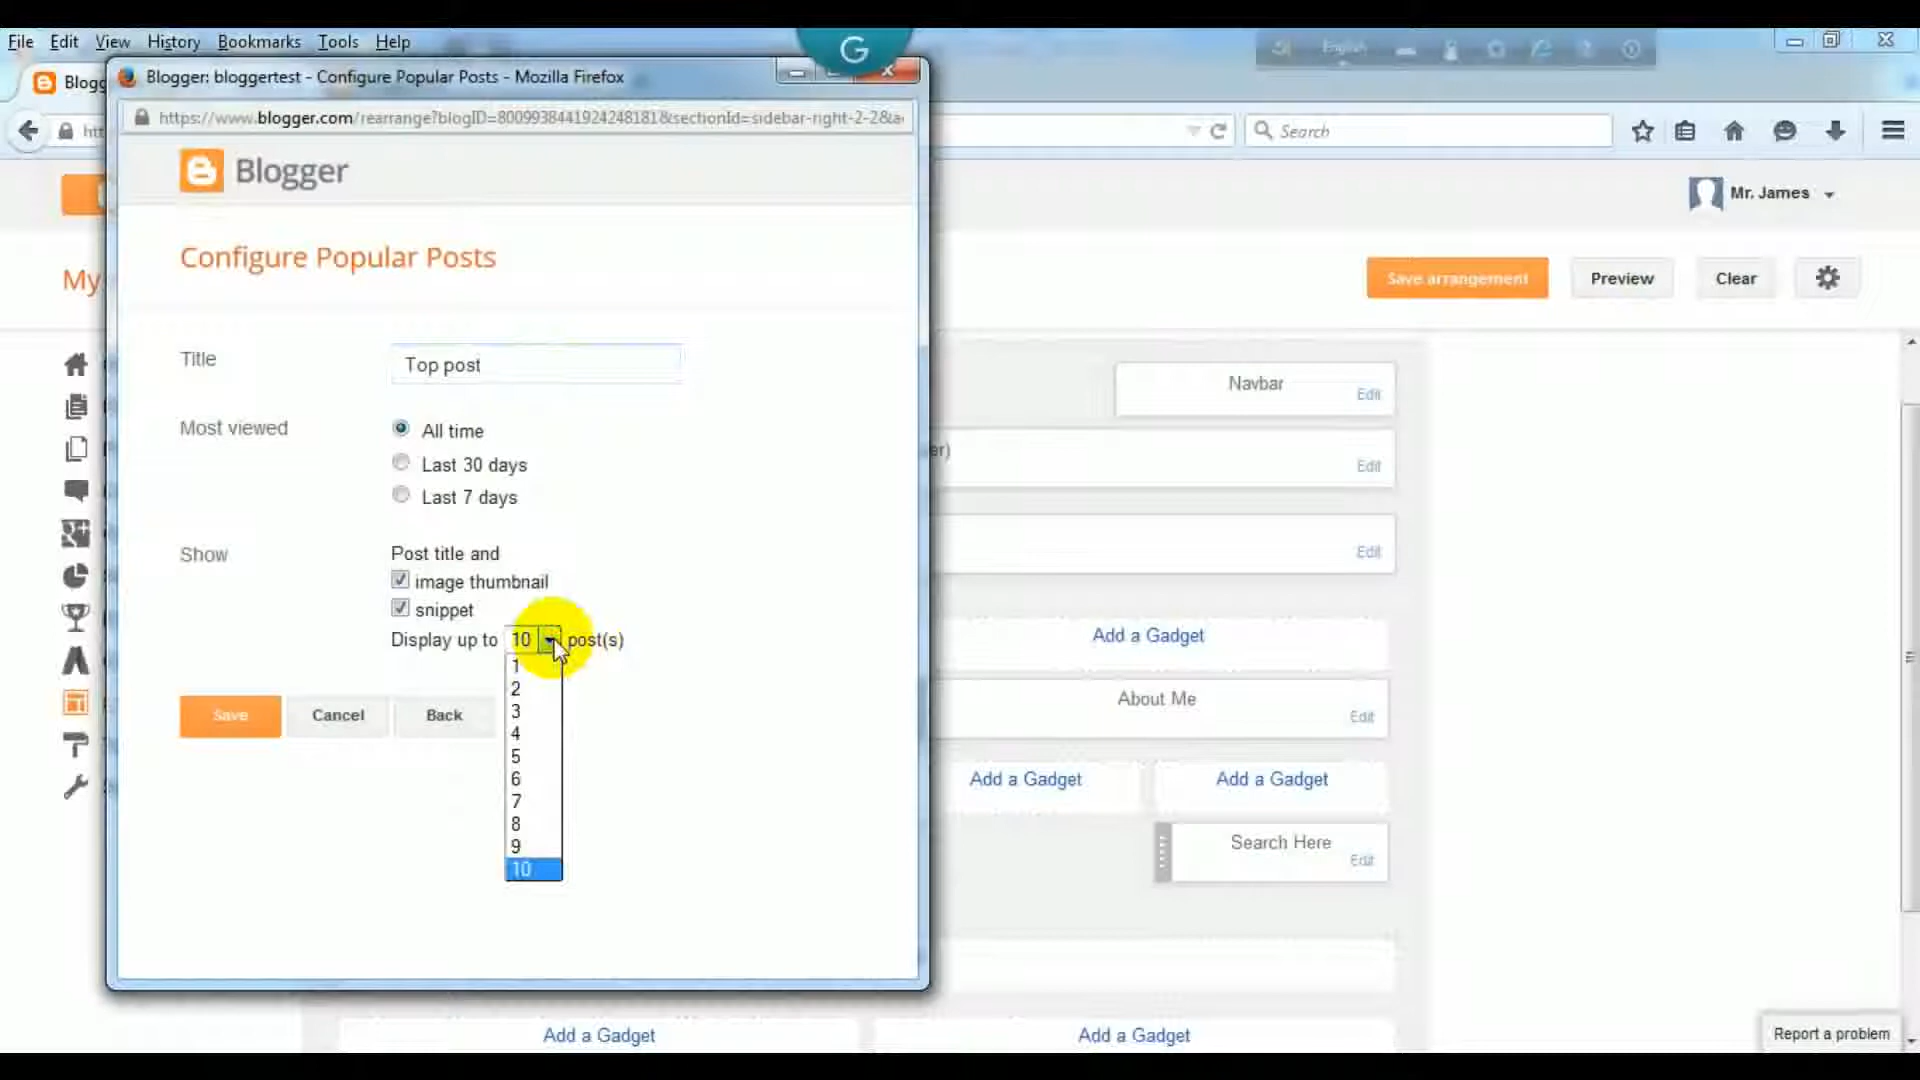 File Edit View History Bookmarks Tools Help
G
English
Blogg
Blogger: bloggertest - Configure Popular Posts - Mozilla Firefox
https://www.blogger.com/rearrange?blogID=8009938441924248181&sectionId=sidebar-right-2-2&a
htt
Search
Blogger
Mr. James
Configure Popular Posts
My
Save arrangement
Preview
Clear
Title
Top post
Navbar
Edit
Most viewed
All time
Last 30 days
Last 7 days
er)
Edit
Show
Post title and
image thumbnail
snippet
Display up to 10 post(s)
1
2
3
4
5
6
7
8
9
10
Save
Cancel
Back
Edit
Add a Gadget
About Me
Edit
Add a Gadget
Add a Gadget
Search Here
Edit
Add a Gadget
Add a Gadget
Report a problem